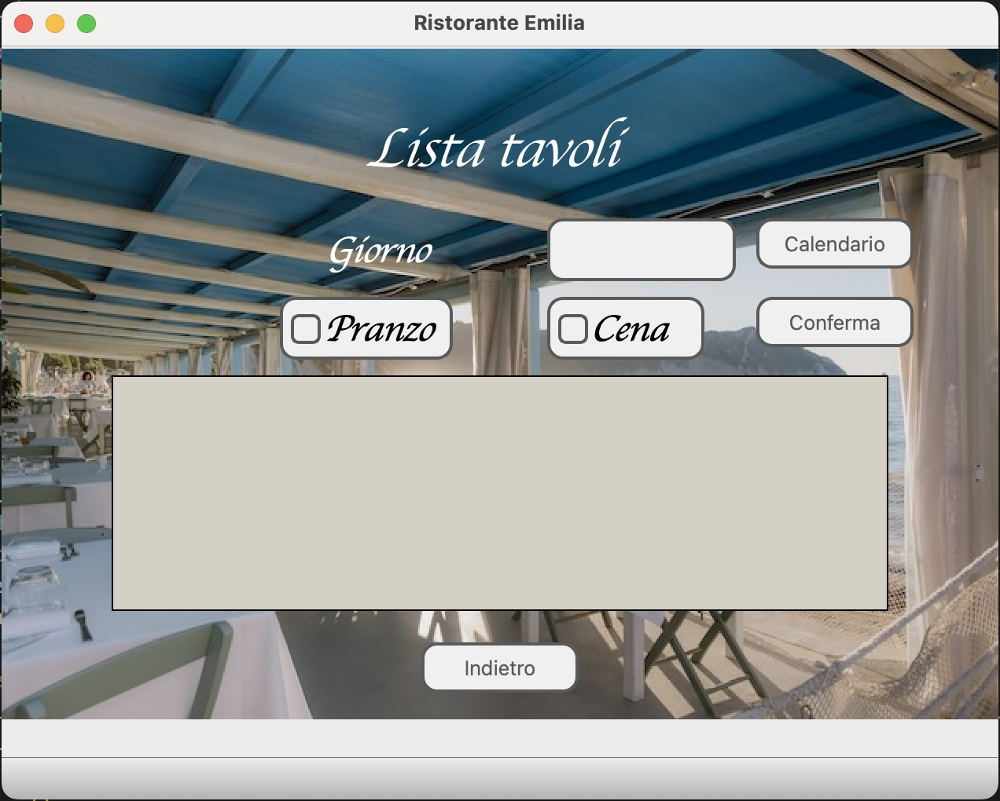 Ristorante Emilia
Lista tavoli
Giorno
Calendario
Pranzo
Cena
Conferma
Indietro